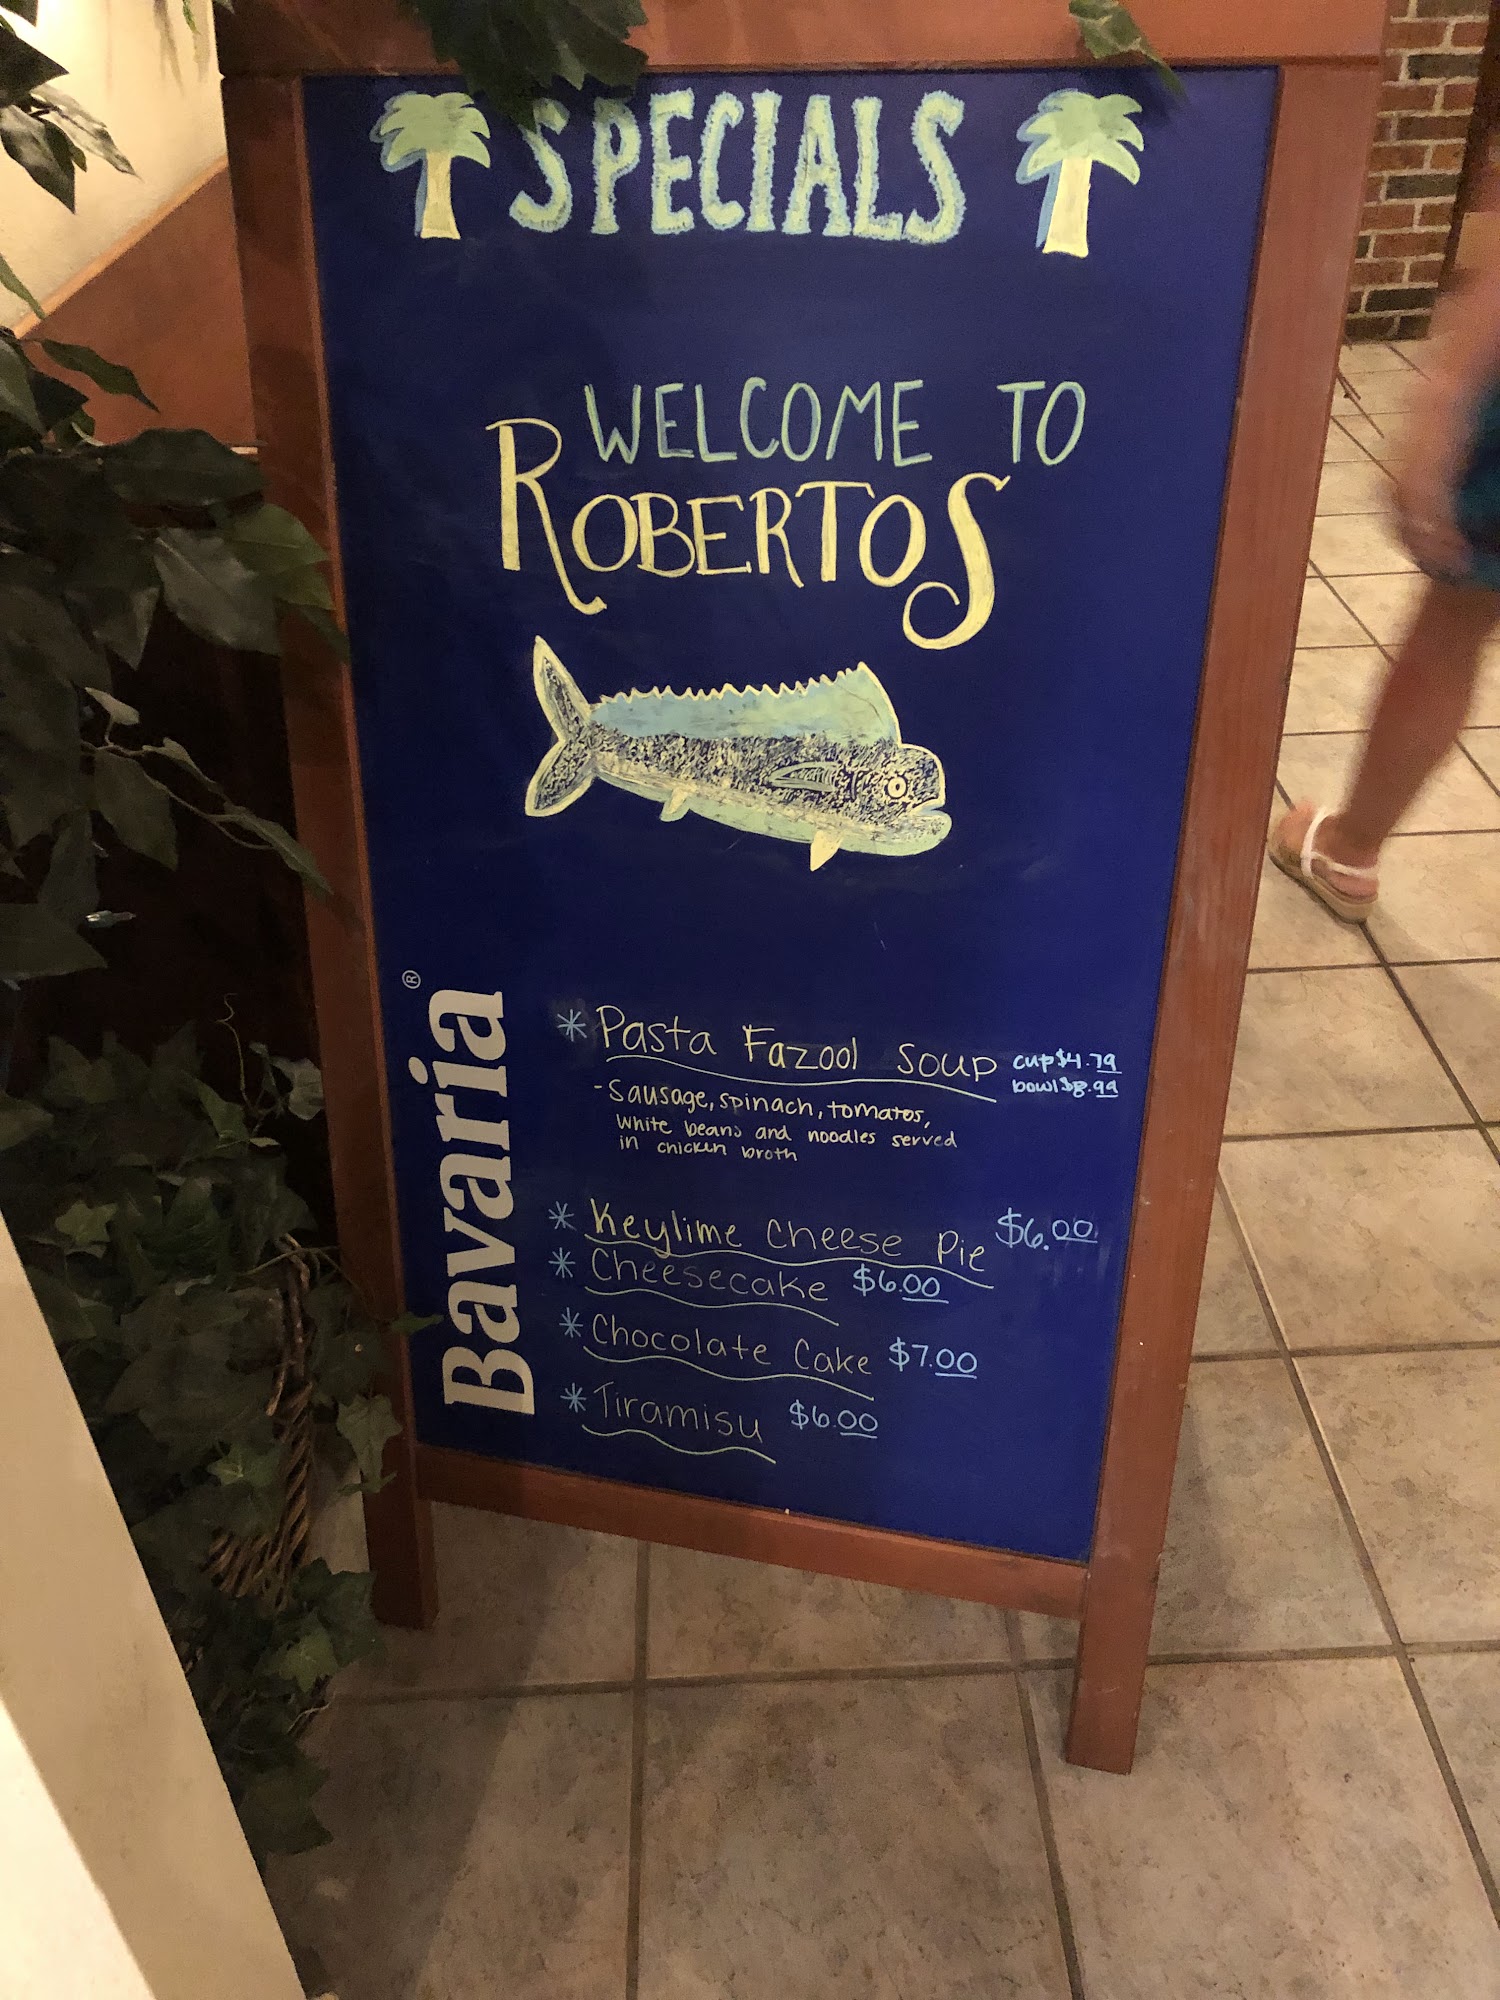 SPECIALS
WELCOME TO
ROBERTOS
* Pasta Fazool Soup cup $4.79
bowl $8.99
- Sausage, spinach, tomatos,
White beans and noodles served
in chicken broth
* Keylime Cheese Pie $6.00
* Cheesecake $6.00
* Chocolate Cake $7.00
* Tiramisu $6.00
Bavaria®